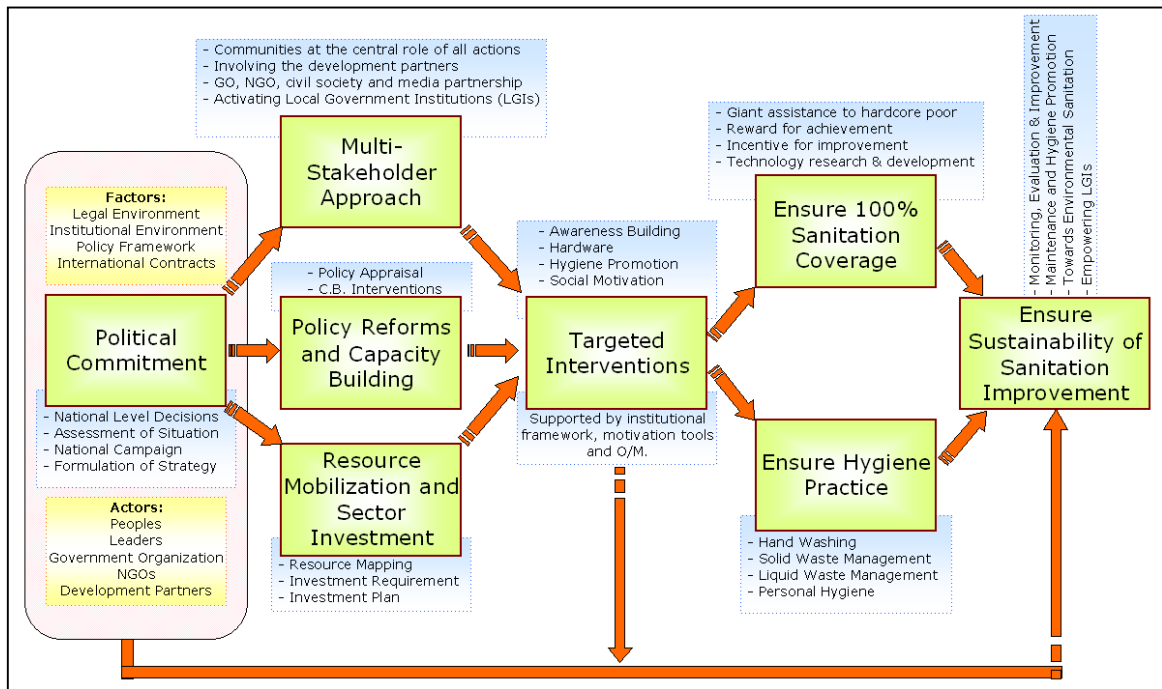 - Communities at the central role of all actions
- Involving the development partners
- GO, NGO, civil society and media partnership
- Activating Local Government Institutions (LGIs)
Multi-
Stakeholder
Approach
Factors:
Legal Environment
Institutional Environment
Policy Framework
International Contracts
Political
Commitment
- National Level Decisions
- Assessment of Situation
- National Campaign
- Formulation of Strategy
Actors:
Peoples
Leaders
Government Organization
NGOs
Development Partners
- Policy Appraisal
- C.B. Interventions
Policy Reforms
and Capacity
Building
Resource
Mobilization and
Sector
Investment
- Resource Mapping
- Investment Requirement
- Investment Plan
- Awareness Building
- Hardware
- Hygiene Promotion
- Social Motivation
Targeted
Interventions
Supported by institutional
framework, motivation tools
and O/M.
- Giant assistance to hardcore poor
- Reward for achievement
- Incentive for improvement
- Technology research & development
Ensure 100%
Sanitation
Coverage
Ensure Hygiene
Practice
- Hand Washing
- Solid Waste Management
- Liquid Waste Management
- Personal Hygiene
- Monitoring, Evaluation & Improvement
- Maintenance and Hygiene Promotion
- Towards Environmental Sanitation
- Empowering LGIs
Ensure
Sustainability of
Sanitation
Improvement